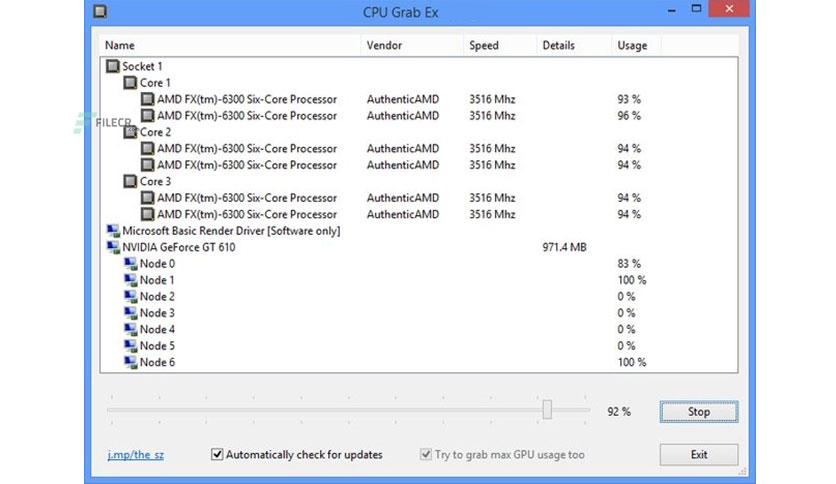 CPU Grab Ex
Name Vendor Speed Details Usage
Socket 1
Core 1
AMD FX(tm)-6300 Six-Core Processor AuthenticAMD 3516 Mhz 93 %
AMD FX(tm)-6300 Six-Core Processor AuthenticAMD 3516 Mhz 96 %
FILECR
Core 2
AMD FX(tm)-6300 Six-Core Processor AuthenticAMD 3516 Mhz 94 %
AMD FX(tm)-6300 Six-Core Processor AuthenticAMD 3516 Mhz 94 %
Core 3
AMD FX(tm)-6300 Six-Core Processor AuthenticAMD 3516 Mhz 94 %
AMD FX(tm)-6300 Six-Core Processor AuthenticAMD 3516 Mhz 94 %
Microsoft Basic Render Driver [Software only]
NVIDIA GeForce GT 610 971.4 MB
Node 0 83 %
Node 1 100 %
Node 2 0 %
Node 3 0 %
Node 4 0 %
Node 5 0 %
Node 6 100 %
92 % Stop
j.mp/the_sz Automatically check for updates Try to grab max GPU usage too Exit